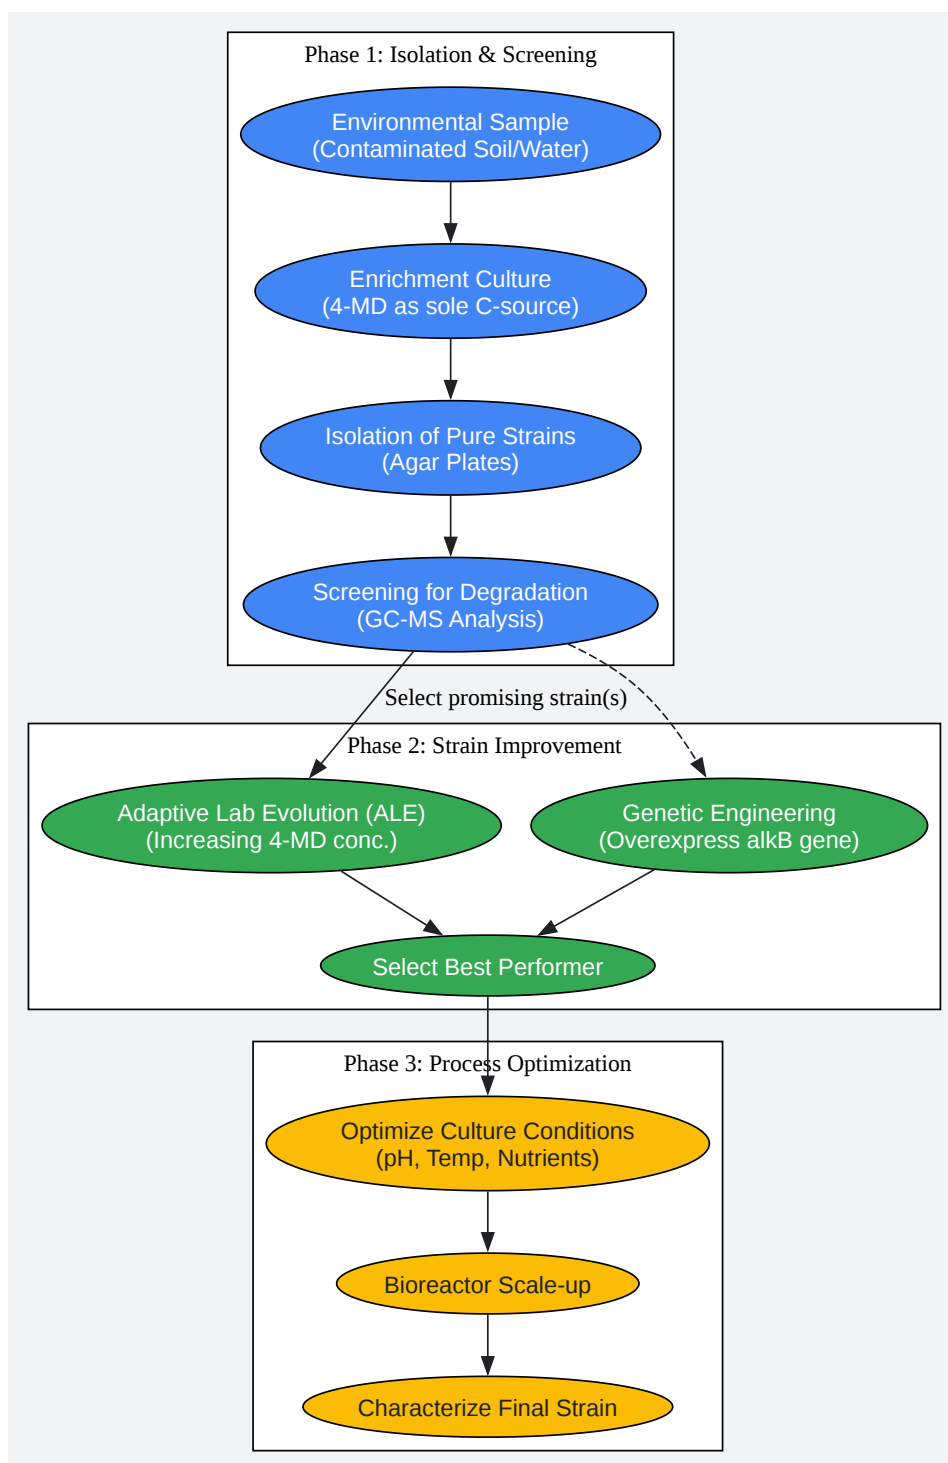 Phase 1: Isolation & Screening
Environmental Sample
(Contaminated Soil/Water)
Enrichment Culture
(4-MD as sole C-source)
Isolation of Pure Strains
(Agar Plates)
Screening for Degradation
(GC-MS Analysis)
Select promising strain(s)
Phase 2: Strain Improvement
Adaptive Lab Evolution (ALE)
(Increasing 4-MD conc.)
Genetic Engineering
(Overexpress alkB gene)
Select Best Performer
Phase 3: Process Optimization
Optimize Culture Conditions
(pH, Temp, Nutrients)
Bioreactor Scale-up
Characterize Final Strain